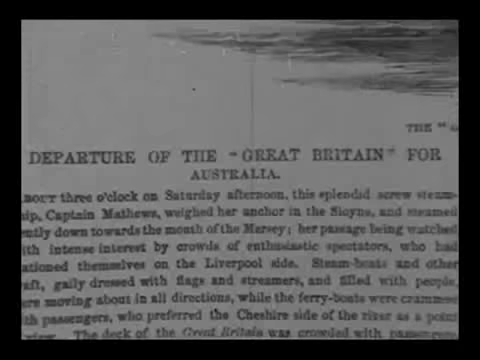 THE "G
DEPARTURE OF THE "GREAT BRITAIN" FOR
AUSTRALIA.
ABOUT three o'clock on Saturday afternoon, this splendid screw steam-
ip, Captain Mathews, weighed her anchor in the Sloyne, and steamed
ently down towards the mouth of the Mersey; her passage being watched
ith intense interest by crowds of enthusiastic spectators, who had
ationed themselves on the Liverpool side. Steam-boats and other
aft, gaily dressed with flags and streamers, and filled with people,
ere moving about in all directions, while the ferry-boats were crammed
th passengers, who preferred the Cheshire side of the river as a point
view. The deck of the Great Britain was crowded with passengers